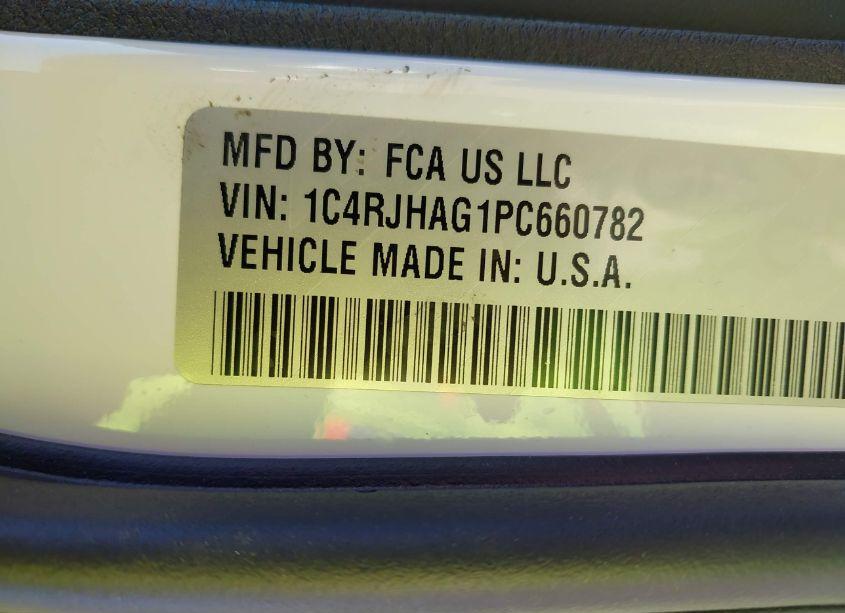 MFD BY: FCA US LLC
VIN: 1C4RJHAG1PC660782
VEHICLE MADE IN: U.S.A.